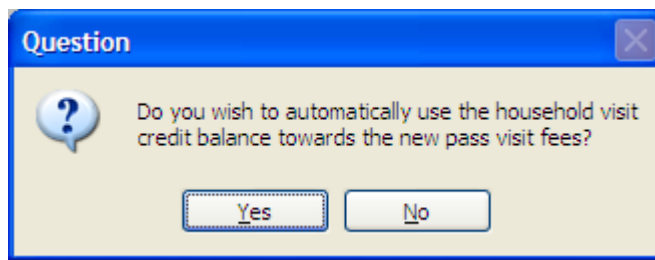 Question
?
Do you wish to automatically use the household visit
credit balance towards the new pass visit fees?
Yes
No